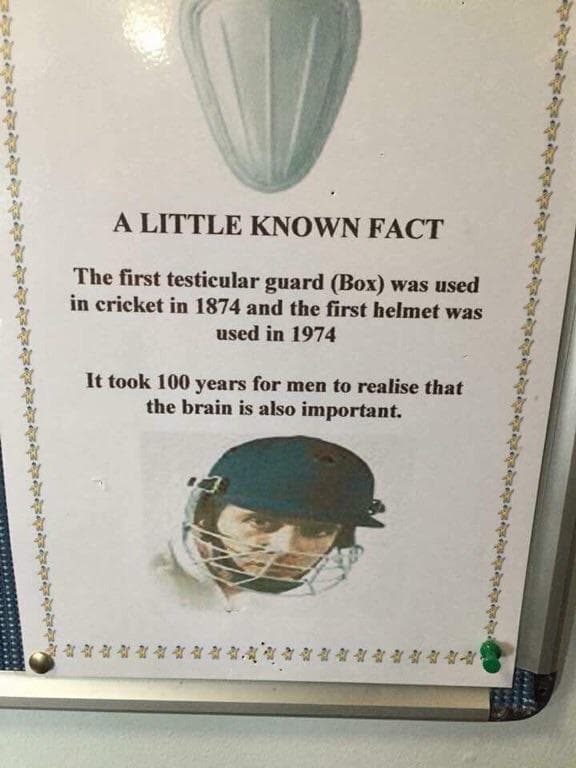 A LITTLE KNOWN FACT
The first testicular guard (Box) was used
in cricket in 1874 and the first helmet was
used in 1974
It took 100 years for men to realise that
the brain is also important.